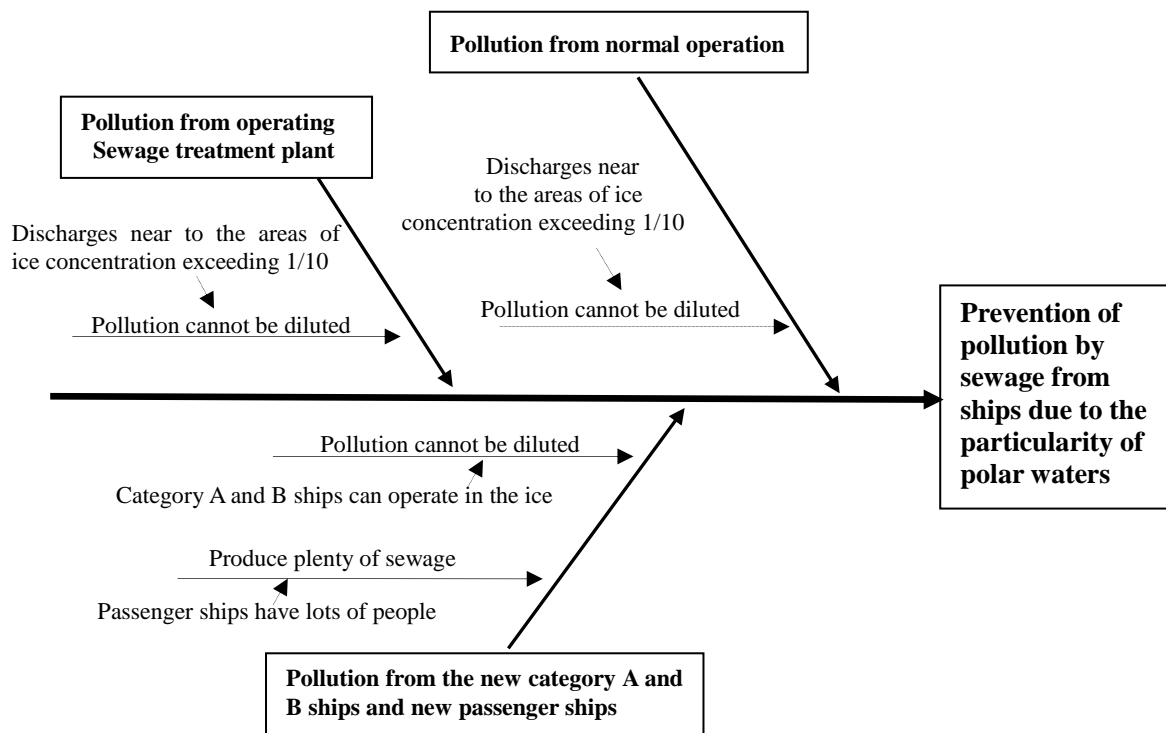 Pollution from normal operation
Pollution from operating
Sewage treatment plant
Discharges near
to the areas of ice
concentration exceeding 1/10
Discharges near to the areas of
ice concentration exceeding 1/10
Pollution cannot be diluted
Pollution cannot be diluted
Prevention of
pollution by
sewage from
ships due to the
particularity of
polar waters
Pollution cannot be diluted
Category A and B ships can operate in the ice
Produce plenty of sewage
Passenger ships have lots of people
Pollution from the new category A and
B ships and new passenger ships